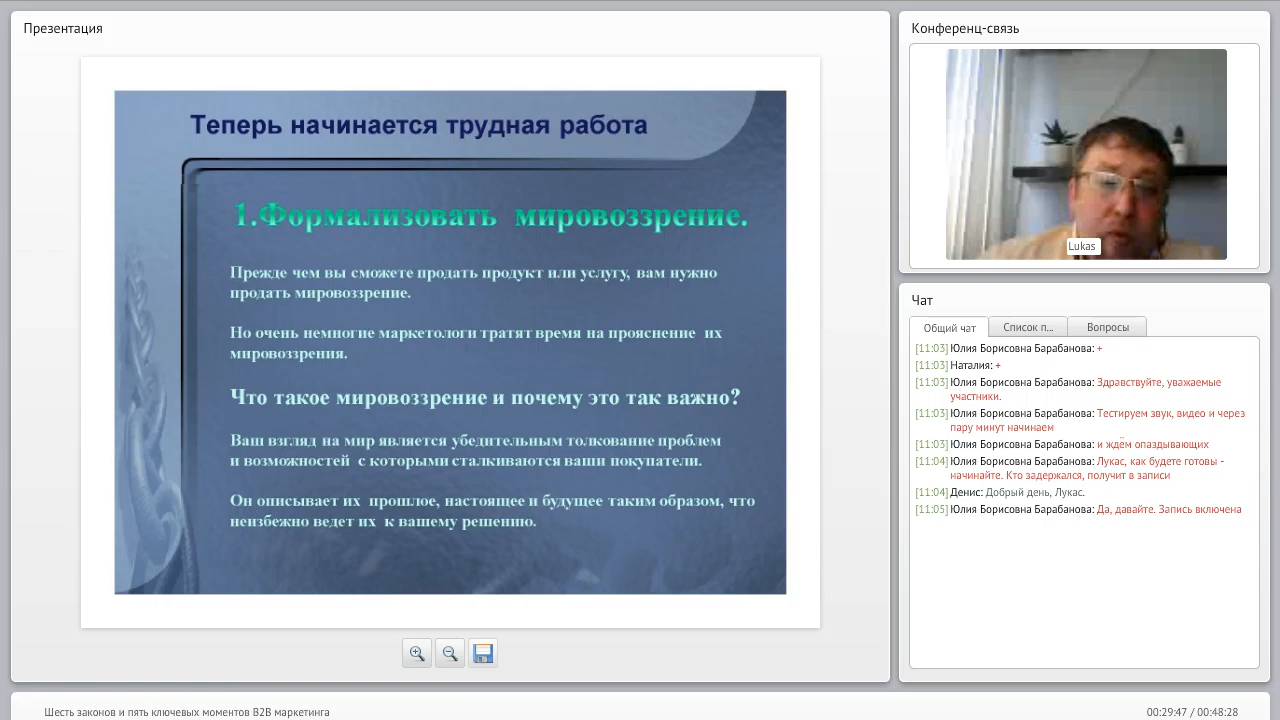 Презентация
Теперь начинается трудная работа
1.Формализовать мировоззрение.
Прежде чем вы сможете продать продукт или услугу, вам нужно
продать мировоззрение.
Но очень немногие маркетологи тратят время на прояснение их
мировоззрения.
Что такое мировоззрение и почему это так важно?
Ваш взгляд на мир является убедительным толкование проблем
и возможностей с которыми сталкиваются ваши покупатели.
Он описывает их прошлое, настоящее и будущее таким образом, что
неизбежно ведет их к вашему решению.
Конференц-связь
Lukas
Чат
Общий чат
Список п...
Вопросы
[11:03] Юлия Борисовна Барабанова: +
[11:03] Наталия: +
[11:03] Юлия Борисовна Барабанова: Здравствуйте, уважаемые
участники.
[11:03] Юлия Борисовна Барабанова: Тестируем звук, видео и через
пару минут начинаем
[11:03] Юлия Борисовна Барабанова: и ждём опаздывающих
[11:04] Юлия Борисовна Барабанова: Лукас, как будете готовы -
начинайте. Кто задержался, получит в записи
[11:04] Денис: Добрый день, Лукас.
[11:05] Юлия Борисовна Барабанова: Да, давайте. Запись включена
Шесть законов и пять ключевых моментов B2B маркетинга
00:29:47 / 00:48:28